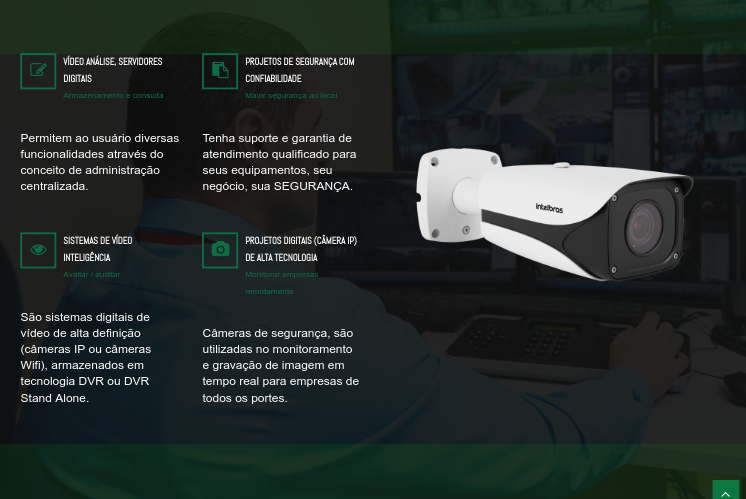 VÍDEO ANÁLISE, SERVIDORES
DIGITAIS
Armazenamento e consulta
Permitem ao usuário diversas
funcionalidades através do
conceito de administração
centralizada.
PROJETOS DE SEGURANÇA COM
CONFIABILIDADE
Maior segurança ao local
Tenha suporte e garantia de
atendimento qualificado para
seus equipamentos, seu
negócio, sua SEGURANÇA.
SISTEMAS DE VÍDEO
INTELIGÊNCIA
Avaliar / auditar
São sistemas digitais de
vídeo de alta definição
(câmeras IP ou câmeras
Wifi), armazenados em
tecnologia DVR ou DVR
Stand Alone.
PROJETOS DIGITAIS (CÂMERA IP)
DE ALTA TECNOLOGIA
Monitorar empresas
remotamente
Câmeras de segurança, são
utilizadas no monitoramento
e gravação de imagem em
tempo real para empresas de
todos os portes.
intelbras